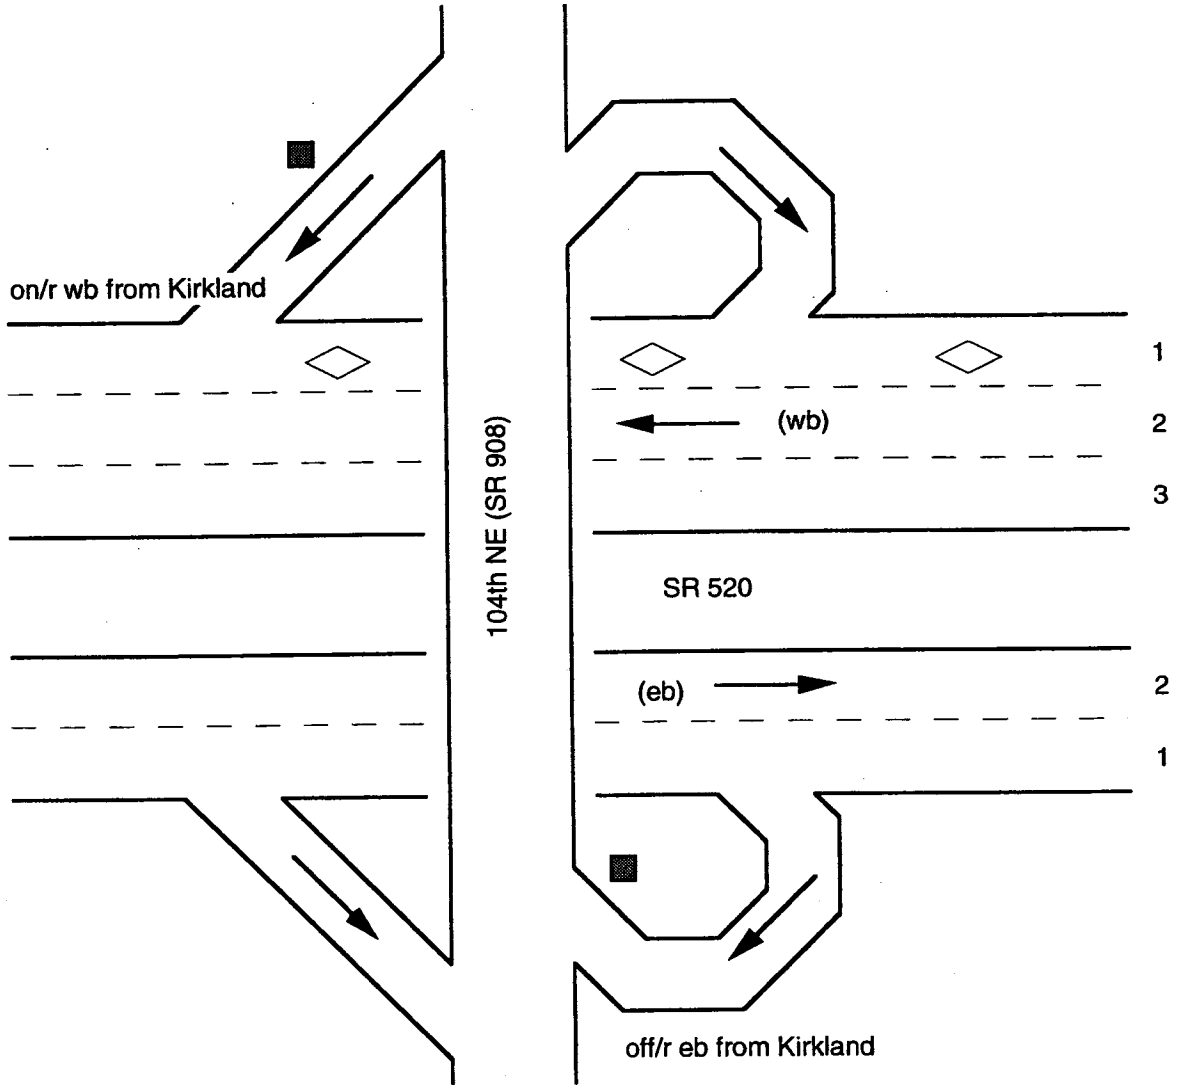 on/r wb from Kirkland
1
(wb)
2
3
104th NE (SR 908)
SR 520
(eb)
2
1
off/r eb from Kirkland